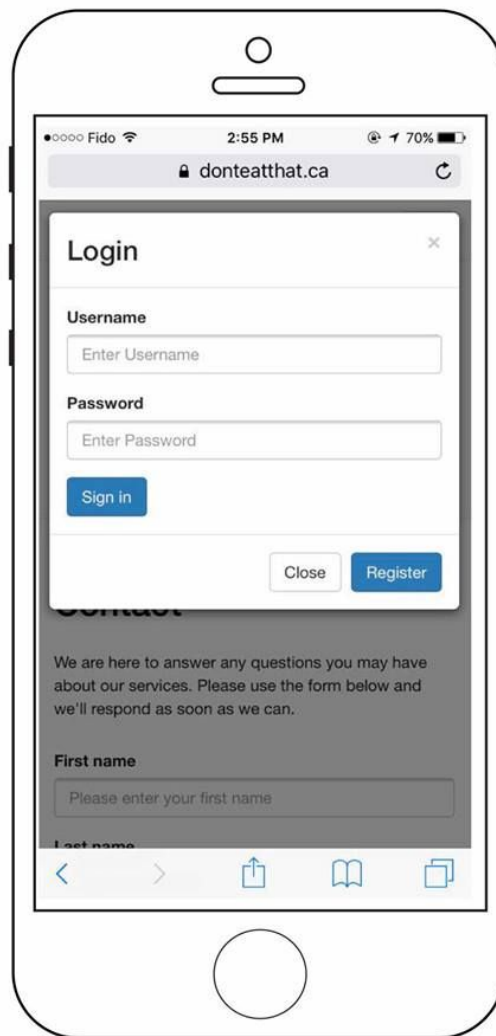 Fido 2:55 PM 70%
donteatthat.ca
Login ×
Username
Enter Username
Password
Enter Password
Sign in
Close Register
Contact
We are here to answer any questions you may have
about our services. Please use the form below and
we'll respond as soon as we can.
First name
Please enter your first name
Last name